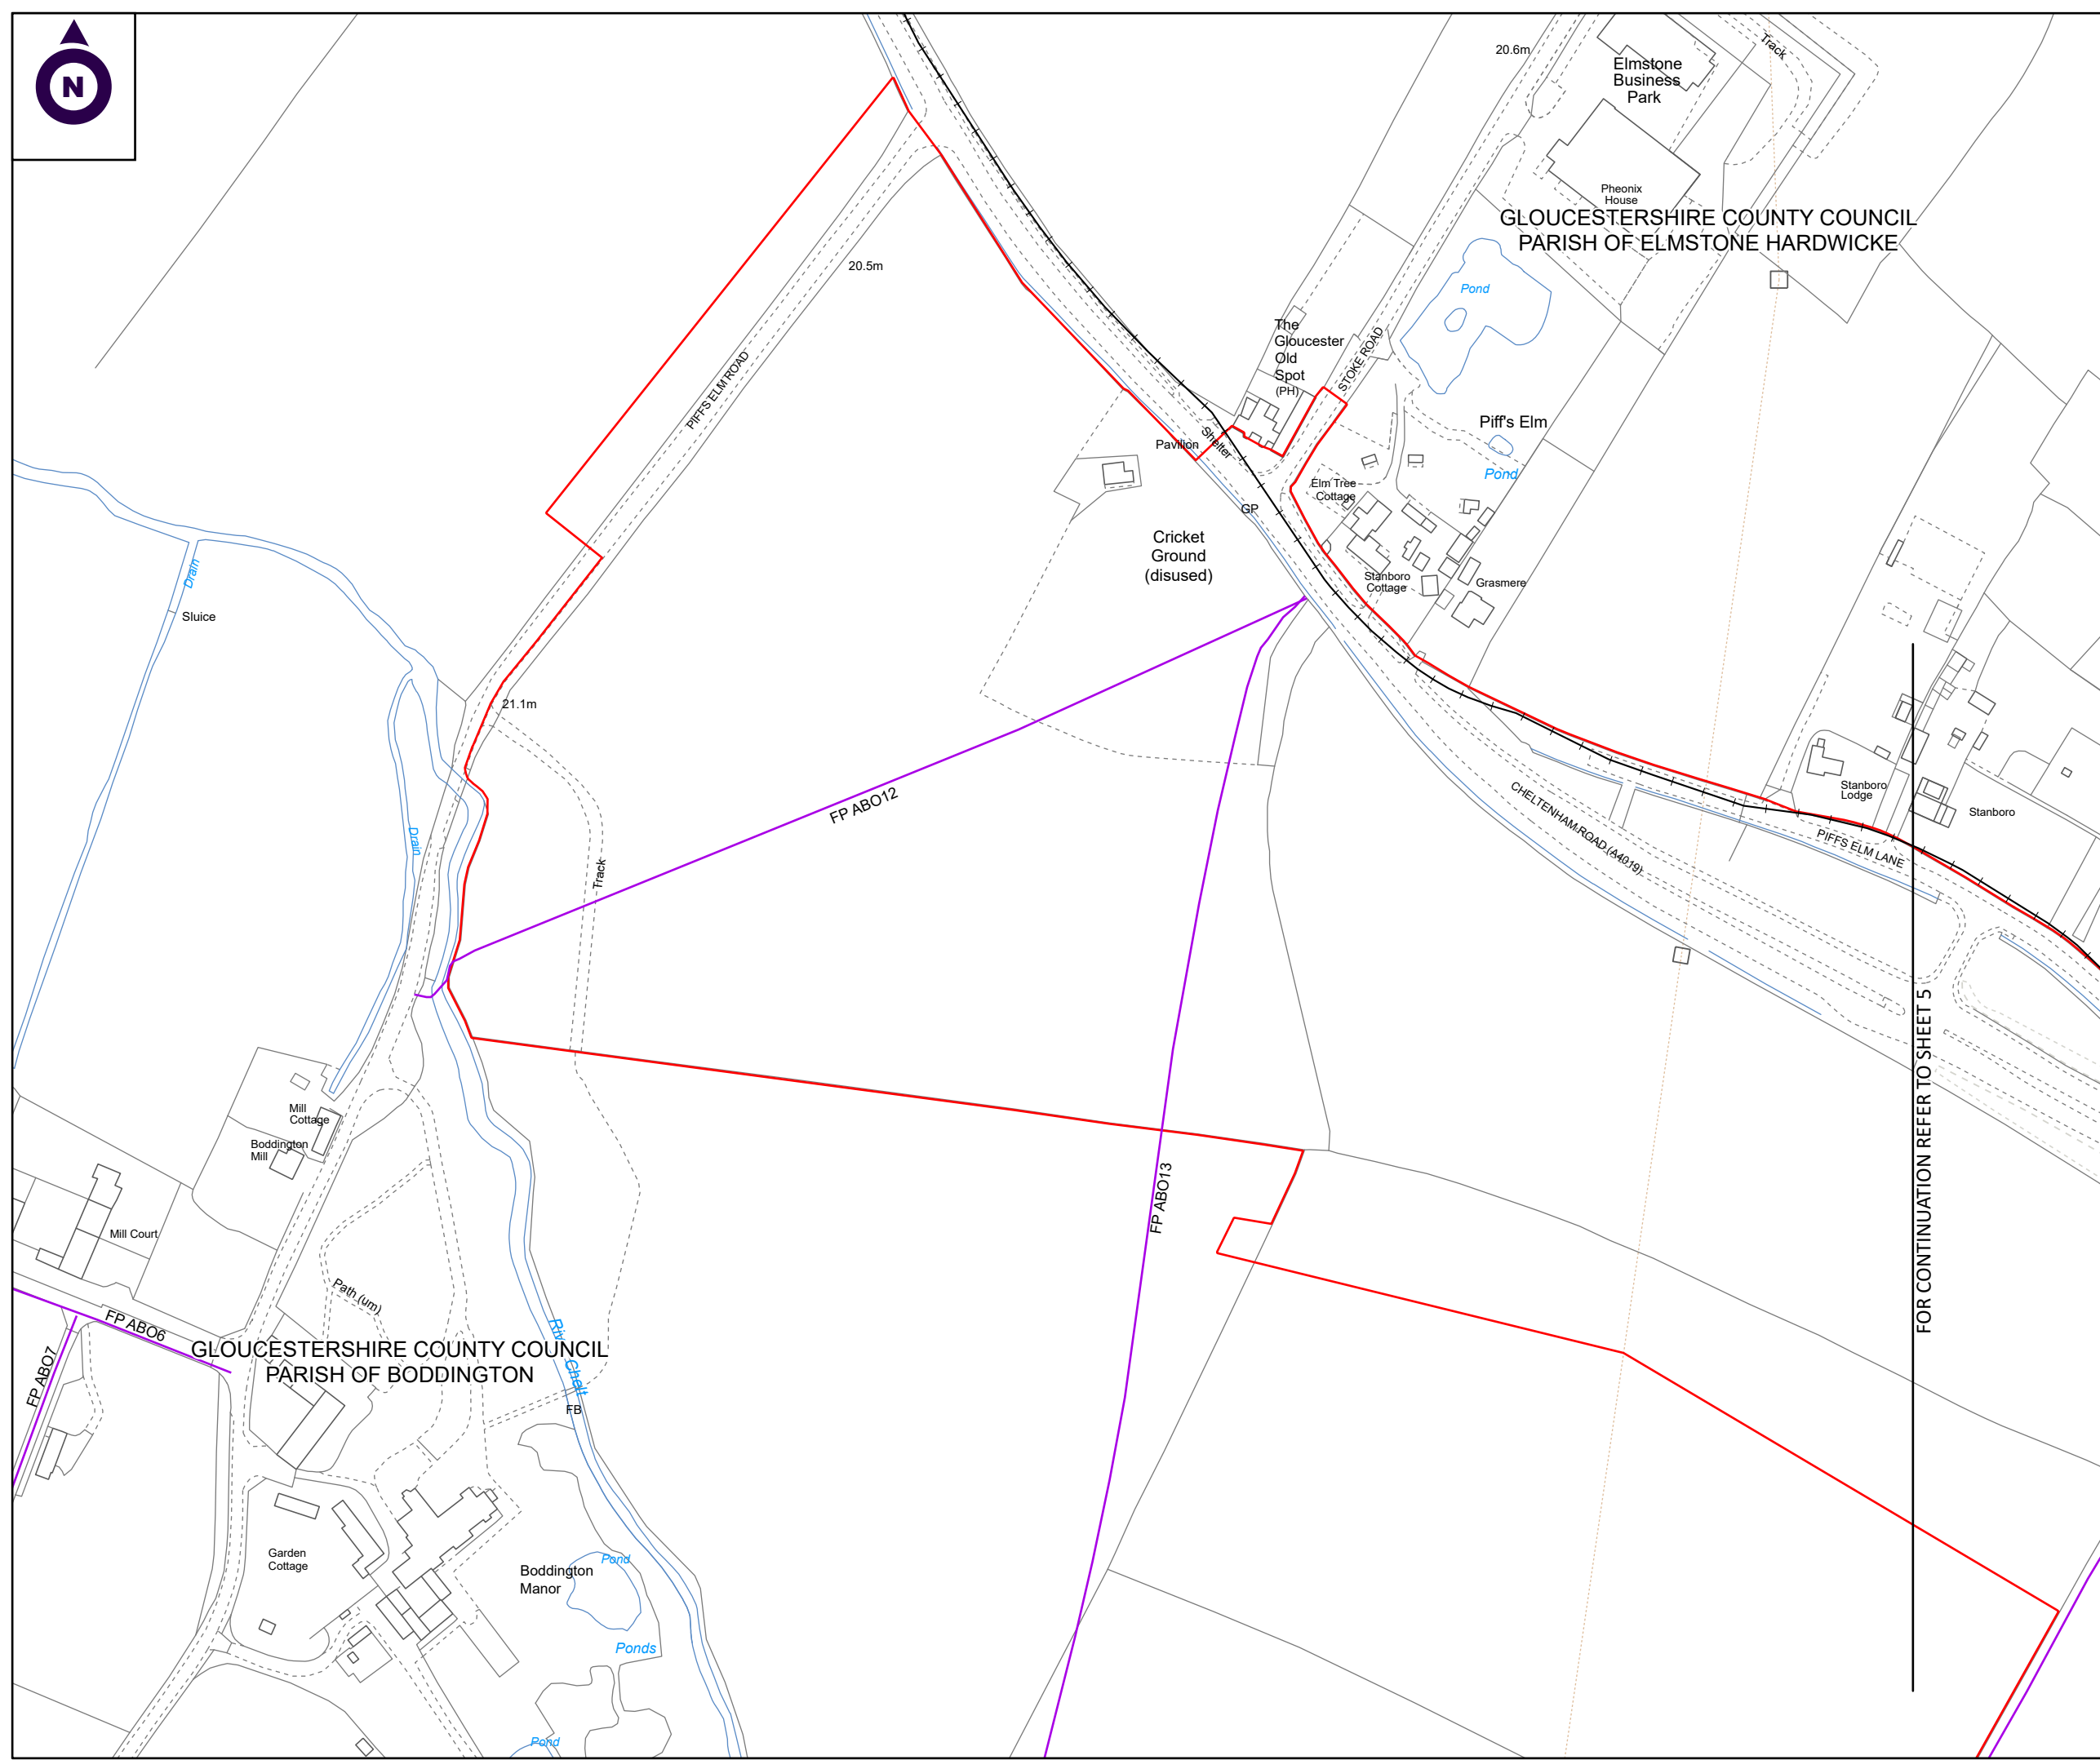 N
20.6m
Track
Elmstone
Business
Park
Pheonix
House
GLOUCESTERSHIRE COUNTY COUNCIL
PARISH OF ELMSTONE HARDWICKE
20.5m
Pond
The
Gloucester
Old
Spot
(PH)
STOKE ROAD
PIFFS ELM ROAD
Piff's Elm
Pavilion
Shelter
Pond
Elm Tree
Cottage
GP
Cricket
Ground
(disused)
Stanboro
Cottage
Grasmere
Drain
Sluice
21.1m
FP ABO12
Stanboro
Lodge
Stanboro
CHELTENHAM ROAD (A4019)
PIFFS ELM LANE
Drain
Track
FOR CONTINUATION REFER TO SHEET 5
Mill
Cottage
Boddington
Mill
Mill Court
FP ABO13
Path (um)
FP ABO6
GLOUCESTERSHIRE COUNTY COUNCIL
PARISH OF BODDINGTON
River Chelt
FP ABO7
FB
Garden
Cottage
Boddington
Manor
Pond
Ponds
Pond